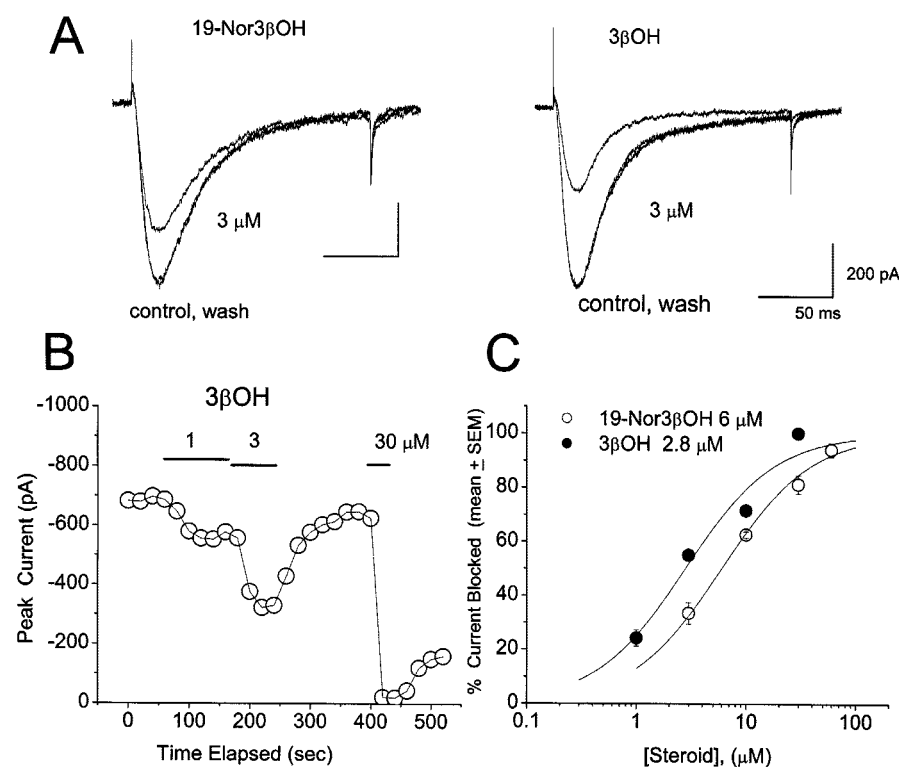 A
19-Nor3βOH
3βOH
3 μM
3 μM
control, wash
control, wash
200 pA
50 ms
B
3βOH
1
3
30 μM
-1000
-800
-600
-400
-200
0
Peak Current (pA)
0
100
200
300
400
500
Time Elapsed (sec)
C
19-Nor3βOH 6 μM
3βOH 2.8 μM
100
80
60
40
20
0
% Current Blocked (mean ± SEM)
0.1
1
10
100
[Steroid], (μM)